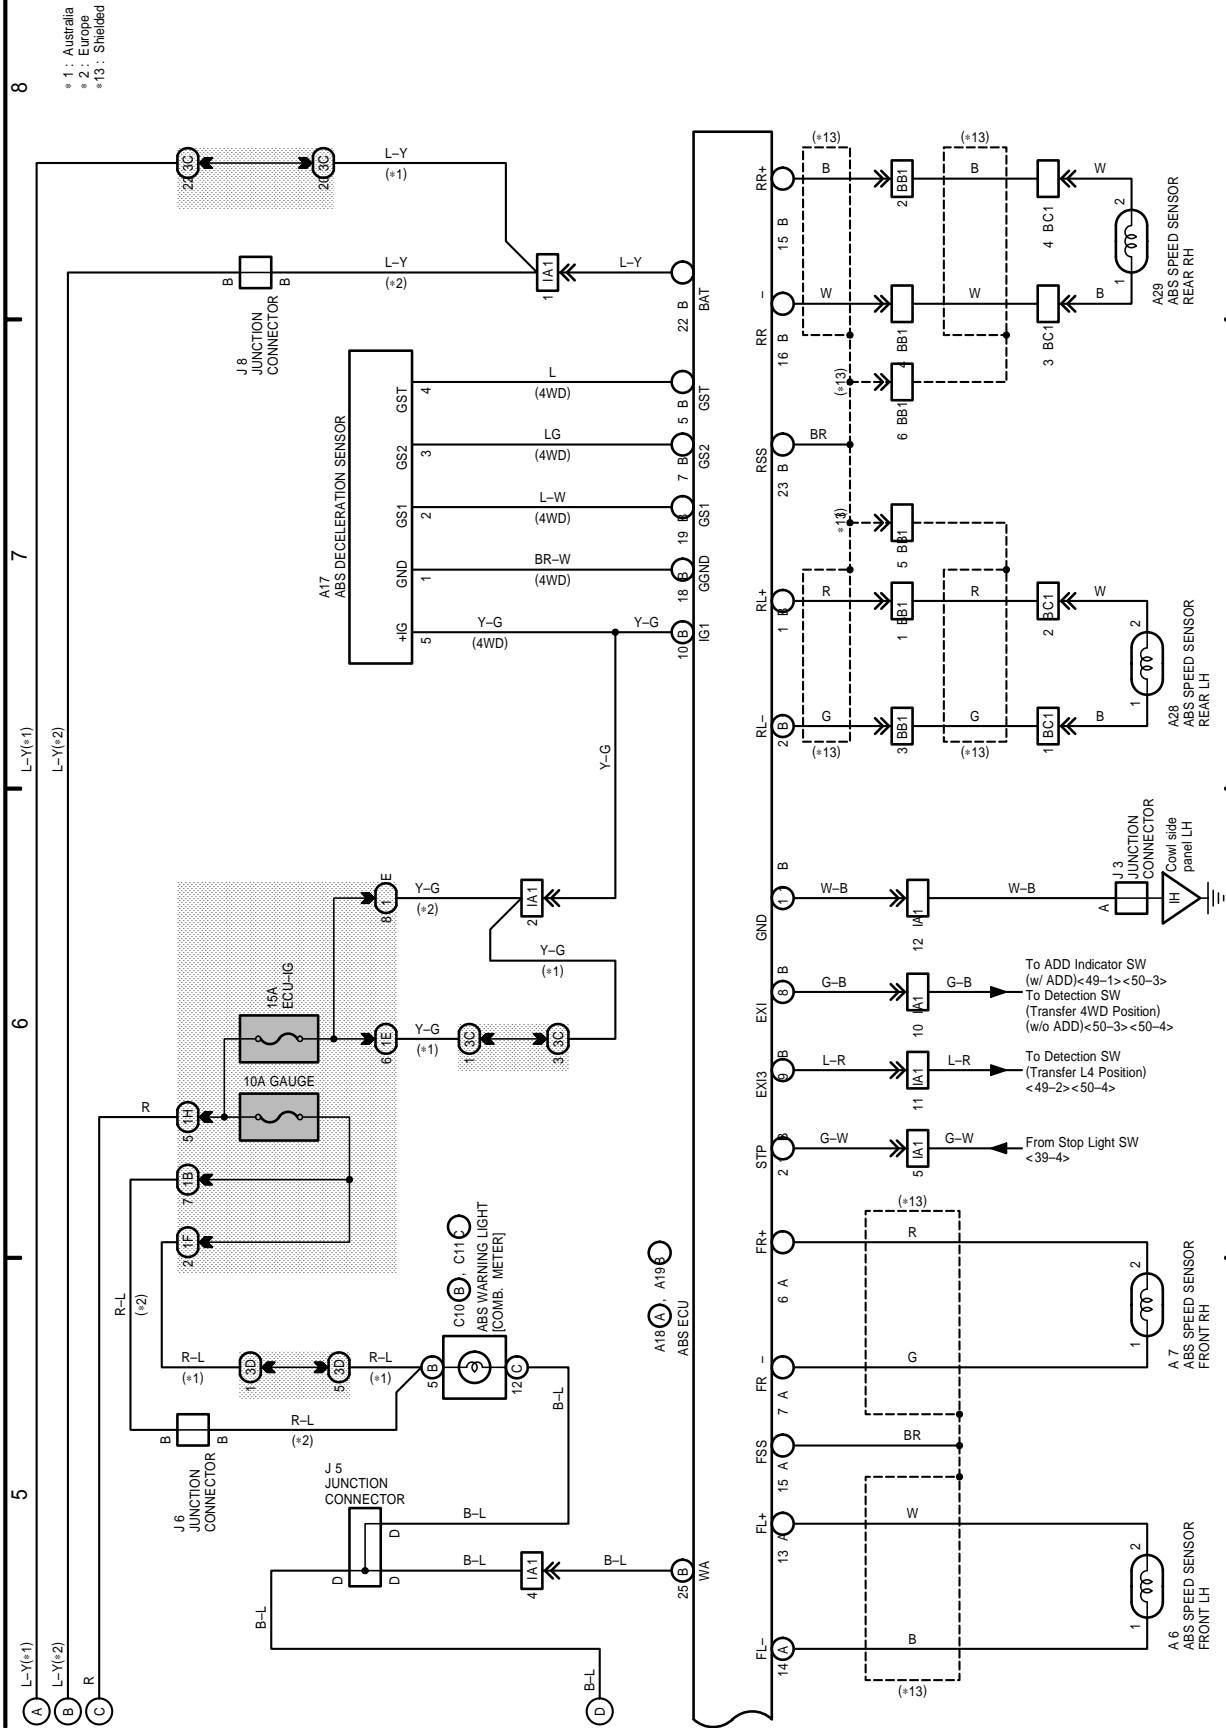 * 1 : Australia
* 2 : Europe
*13 : Shielded
5
6
7
8
A
L–Y(*1)
L–Y(*1)
B
L–Y(*2)
L–Y(*2)
C
R
R
22 3C
20 3C
L–Y
(*1)
B
B
J 8
JUNCTION
CONNECTOR
L–Y
(*2)
1 IA1
L–Y
A17
ABS DECELERATION SENSOR
+IG
5
GND
1
GS1
2
GS2
3
GST
4
Y–G
(4WD)
BR–W
(4WD)
L–W
(4WD)
LG
(4WD)
L
(4WD)
Y–G
Y–G
15A
ECU–IG
10A GAUGE
5 1H
7 1B
2 1F
6 1E
8 1 E
Y–G
(*2)
Y–G
(*1)
Y–G
(*1)
1 3C
3 3C
2 IA1
R–L
(*2)
R–L
(*1)
1 3D
5 3D
R–L
(*1)
B
B
J 6
JUNCTION
CONNECTOR
R–L
(*2)
5 B
12 C
C10 B , C11 C
ABS WARNING LIGHT
[COMB. METER]
B–L
J 5
JUNCTION
CONNECTOR
D
D
D
B–L
B–L
4 IA1
B–L
B–L
B–L
D
A18 A , A19 B
ABS ECU
25 B
WA
10 B
IG1
18 B
GGND
19 B
GS1
7 B
GS2
5 B
GST
22 B
BAT
FL–
14 A
FL+
13 A
FSS
15 A
FR –
7 A
FR+
6 A
STP
2 B
EXI3
9 B
EXI
8 B
GND
1 B
RL–
2 B
RL+
1 B
RSS
23 B
RR –
16 B
RR+
15 B
B
W
BR
G
R
(*13)
(*13)
1
2
A 6
ABS SPEED SENSOR
FRONT LH
1
2
A 7
ABS SPEED SENSOR
FRONT RH
G–W
5 IA1
G–W
From Stop Light SW
<39–4>
L–R
11 IA1
L–R
To Detection SW
(Transfer L4 Position)
<49–2><50–4>
G–B
10 IA1
G–B
To ADD Indicator SW
(w/ ADD)<49–1><50–3>
To Detection SW
(Transfer 4WD Position)
(w/o ADD)<50–3><50–4>
W–B
12 IA1
W–B
A
J 3
JUNCTION
CONNECTOR
IH
Cowl side
panel LH
G
(*13)
3 BB1
G
(*13)
1 BC1
B
R
1 BB1
R
2 BC1
W
1
2
A28
ABS SPEED SENSOR
REAR LH
(*13)
5 BB1
BR
(*13)
6 BB1
W
4 BB1
W
3 BC1
B
B
(*13)
2 BB1
B
(*13)
4 BC1
W
1
2
A29
ABS SPEED SENSOR
REAR RH